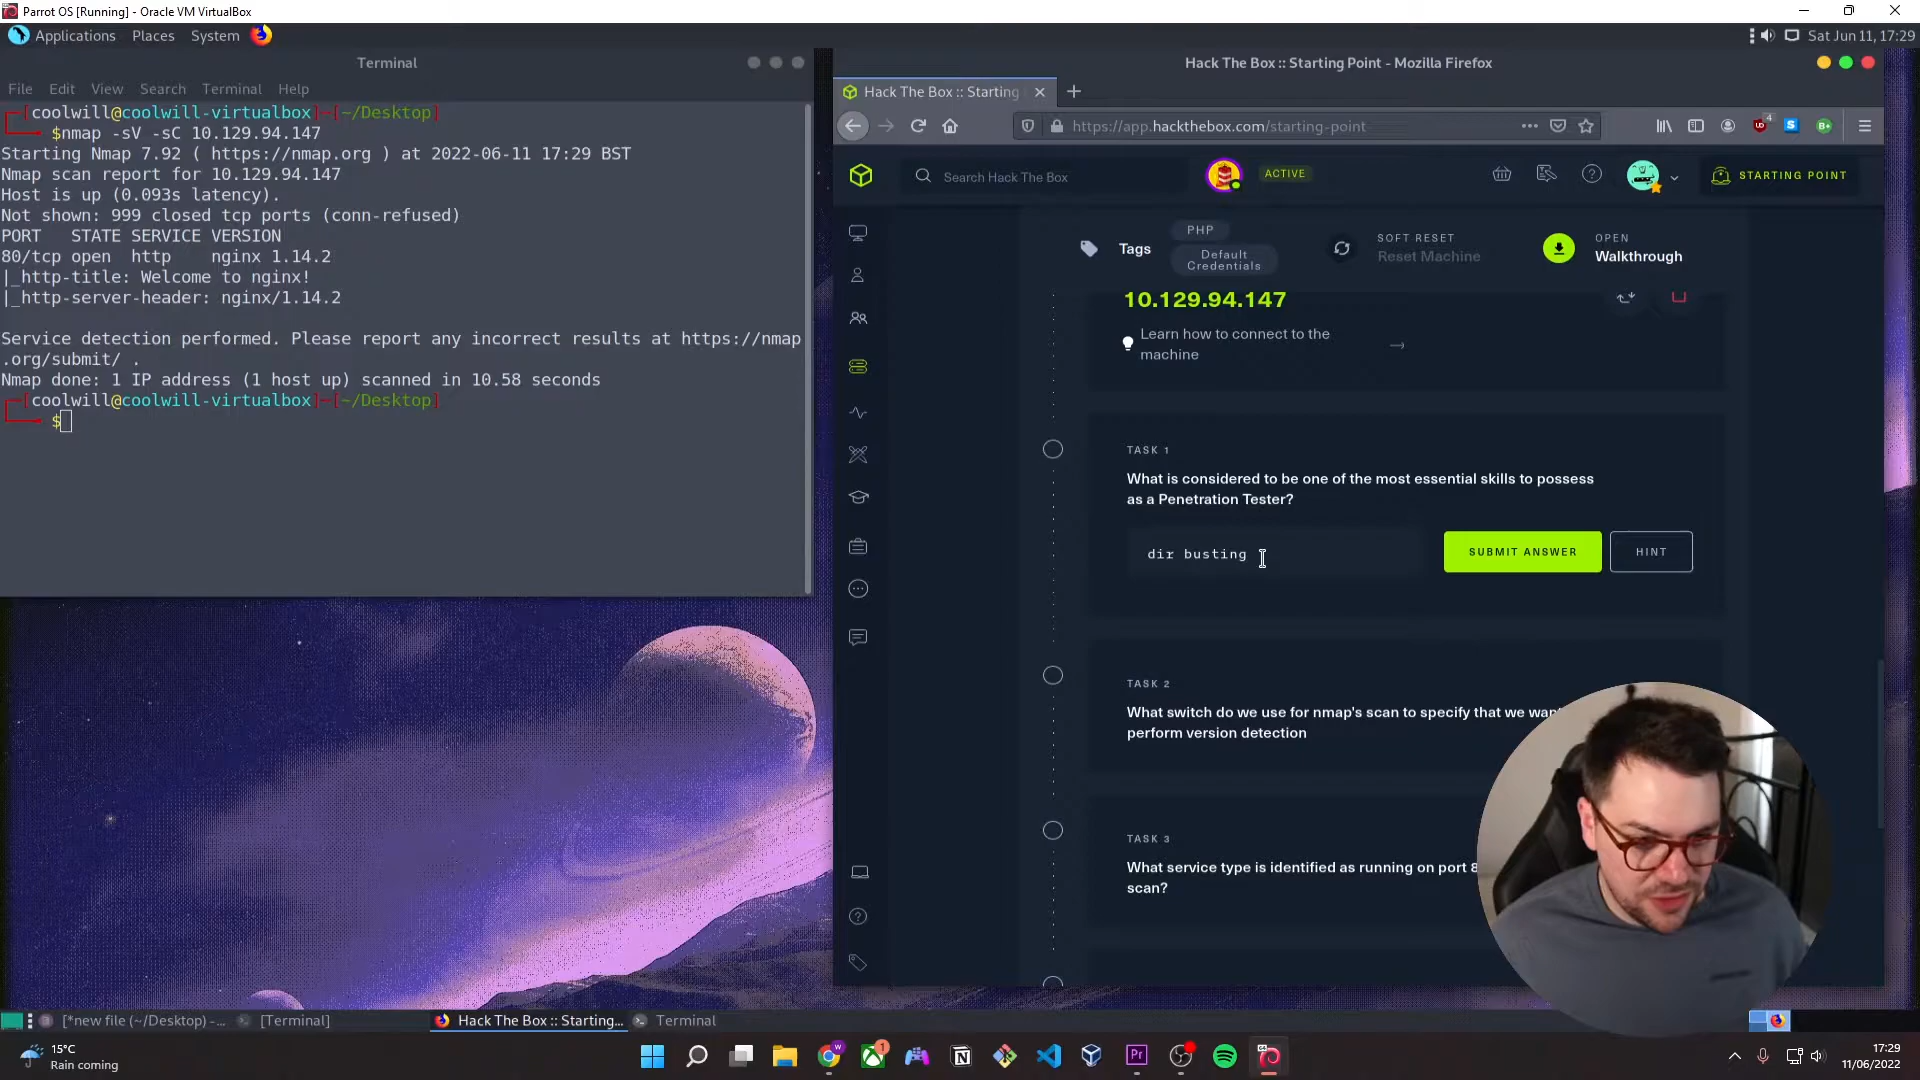 Parrot OS [Running] - Oracle VM VirtualBox
Applications Places System
Sat Jun 11, 17:29
Terminal
File Edit View Search Terminal Help
┌─[coolwill@coolwill-virtualbox]─[~/Desktop]
└──╼ $nmap -sV -sC 10.129.94.147
Starting Nmap 7.92 ( https://nmap.org ) at 2022-06-11 17:29 BST
Nmap scan report for 10.129.94.147
Host is up (0.093s latency).
Not shown: 999 closed tcp ports (conn-refused)
PORT STATE SERVICE VERSION
80/tcp open http nginx 1.14.2
|_http-title: Welcome to nginx!
|_http-server-header: nginx/1.14.2
Service detection performed. Please report any incorrect results at https://nmap
.org/submit/ .
Nmap done: 1 IP address (1 host up) scanned in 10.58 seconds
┌─[coolwill@coolwill-virtualbox]─[~/Desktop]
└──╼ $
Hack The Box :: Starting Point - Mozilla Firefox
Hack The Box :: Starting
https://app.hackthebox.com/starting-point
4
Search Hack The Box
ACTIVE
STARTING POINT
Tags
PHP
Default
Credentials
SOFT RESET
Reset Machine
OPEN
Walkthrough
10.129.94.147
Learn how to connect to the
machine
TASK 1
What is considered to be one of the most essential skills to possess
as a Penetration Tester?
dir busting
SUBMIT ANSWER
HINT
TASK 2
What switch do we use for nmap's scan to specify that we wan
perform version detection
TASK 3
What service type is identified as running on port 8
scan?
[*new file (~/Desktop) -...
[Terminal]
Hack The Box :: Starting...
Terminal
15°C
Rain coming
17:29
11/06/2022